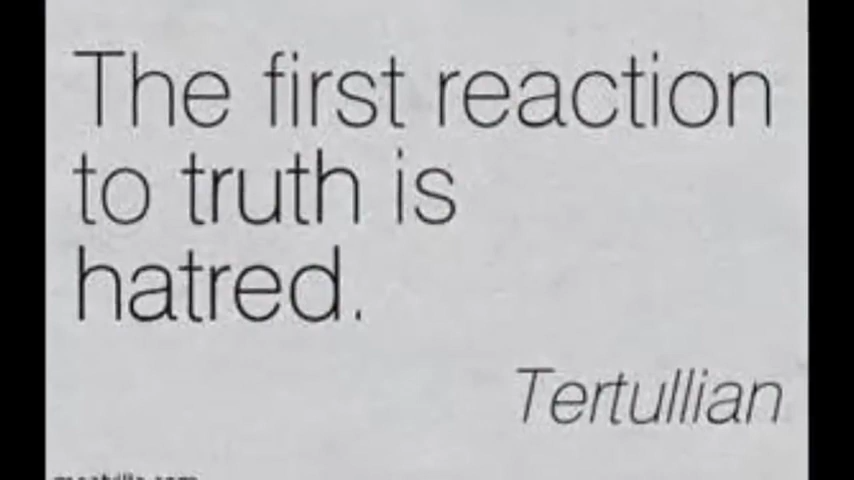 The first reaction
to truth is
hatred.
Tertullian